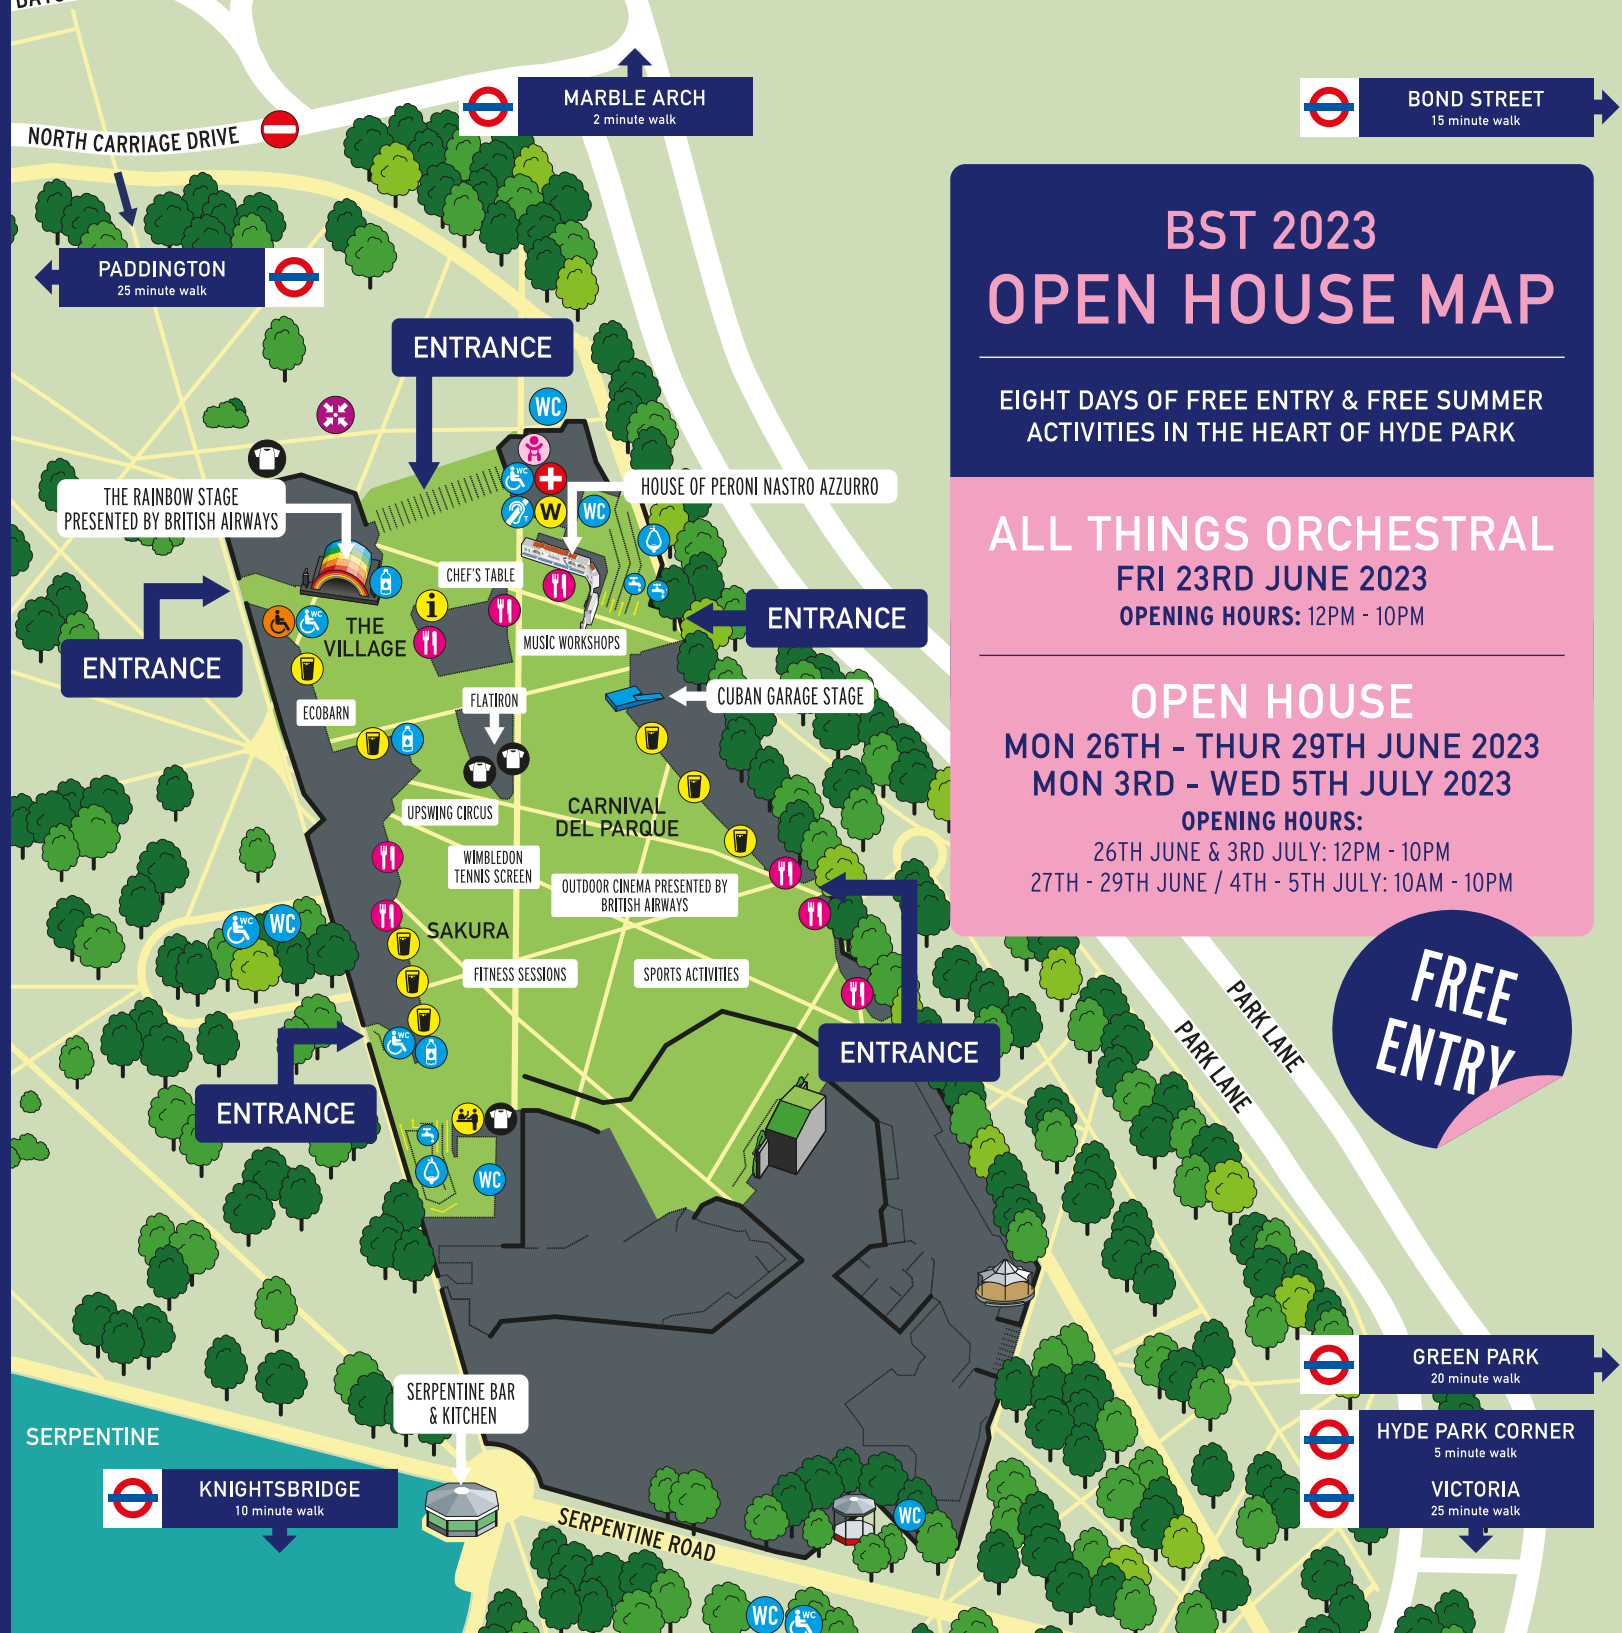 NORTH CARRIAGE DRIVE
MARBLE ARCH
2 minute walk
BOND STREET
15 minute walk
PADDINGTON
25 minute walk
BST 2023
OPEN HOUSE MAP
EIGHT DAYS OF FREE ENTRY & FREE SUMMER
ACTIVITIES IN THE HEART OF HYDE PARK
ALL THINGS ORCHESTRAL
FRI 23RD JUNE 2023
OPENING HOURS: 12PM - 10PM
OPEN HOUSE
MON 26TH - THUR 29TH JUNE 2023
MON 3RD - WED 5TH JULY 2023
OPENING HOURS:
26TH JUNE & 3RD JULY: 12PM - 10PM
27TH - 29TH JUNE / 4TH - 5TH JULY: 10AM - 10PM
FREE
ENTRY
ENTRANCE
WC
THE RAINBOW STAGE
PRESENTED BY BRITISH AIRWAYS
HOUSE OF PERONI NASTRO AZZURRO
WC
W
WC
T
CHEF'S TABLE
i
WC
THE
VILLAGE
MUSIC WORKSHOPS
ENTRANCE
ENTRANCE
ECOBARN
FLATIRON
CUBAN GARAGE STAGE
UPSWING CIRCUS
CARNIVAL
DEL PARQUE
WIMBLEDON
TENNIS SCREEN
OUTDOOR CINEMA PRESENTED BY
BRITISH AIRWAYS
WC
WC
SAKURA
FITNESS SESSIONS
SPORTS ACTIVITIES
PARK LANE
PARK LANE
WC
ENTRANCE
ENTRANCE
WC
SERPENTINE BAR
& KITCHEN
SERPENTINE
KNIGHTSBRIDGE
10 minute walk
SERPENTINE ROAD
WC
WC
WC
GREEN PARK
20 minute walk
HYDE PARK CORNER
5 minute walk
VICTORIA
25 minute walk